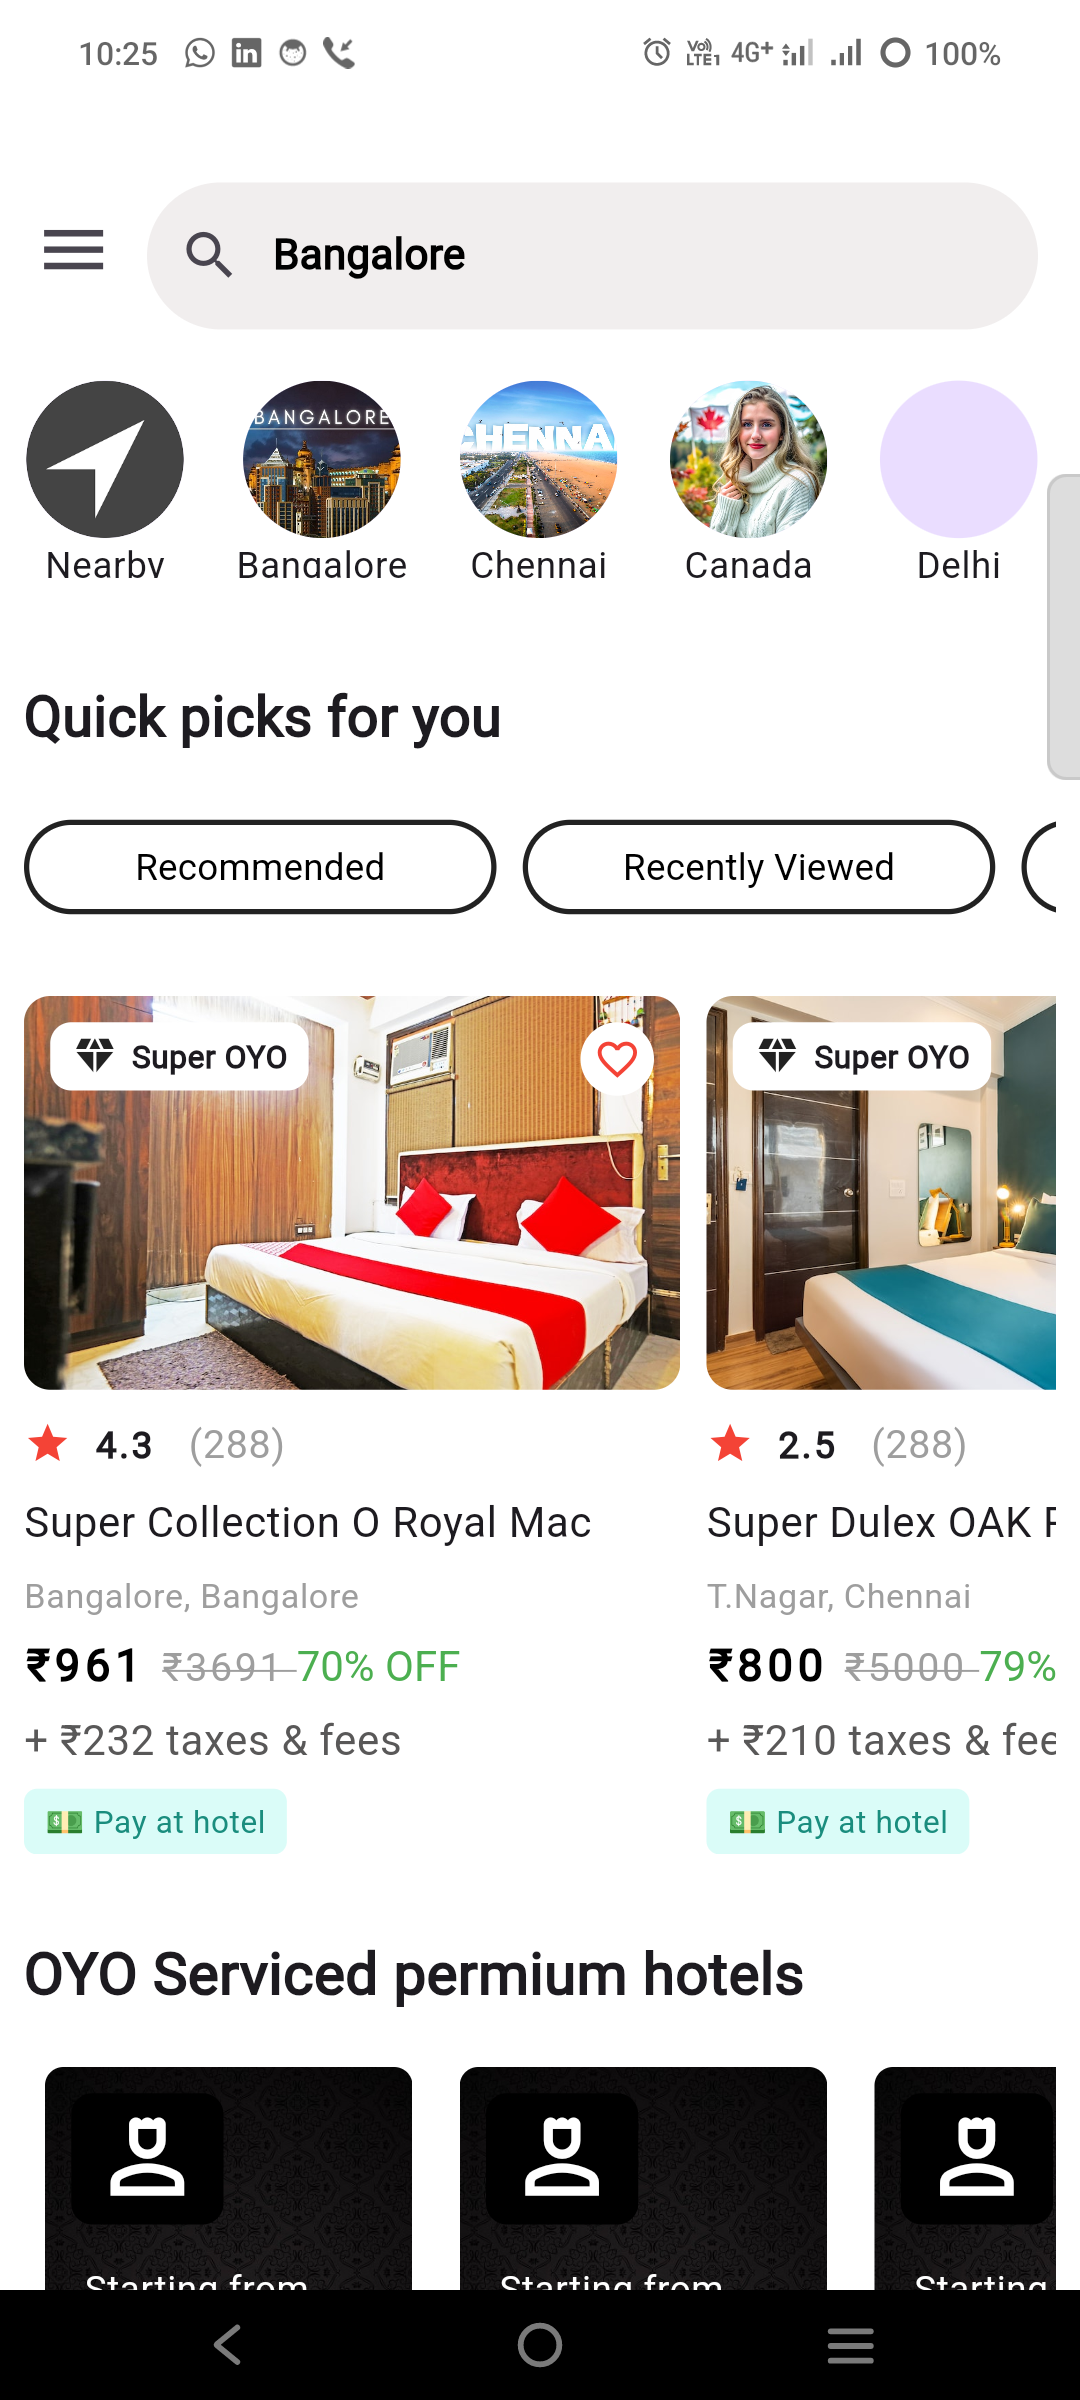 10:25 Vo)) LTE1 4G+ 100%
Bangalore
BANGALORE
CHENNA
Nearby Bangalore Chennai Canada Delhi
Quick picks for you
Recommended Recently Viewed
Super OYO Super OYO
4.3 (288) 2.5 (288)
Super Collection O Royal Mac Super Dulex OAK
Bangalore, Bangalore T.Nagar, Chennai
₹961 ₹3691 70% OFF ₹800 ₹5000 79%
+ ₹232 taxes & fees + ₹210 taxes & fee
Pay at hotel Pay at hotel
OYO Serviced permium hotels
Starting from Starting from Starting